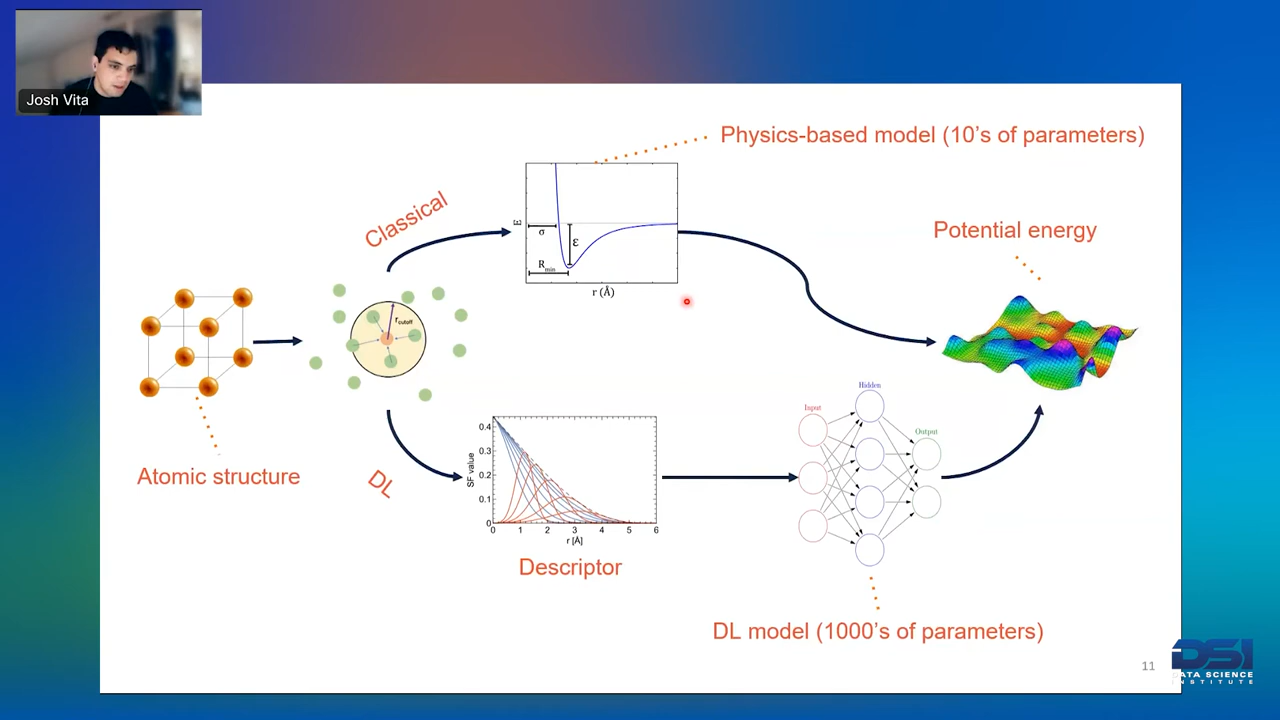 Josh Vita
Physics-based model (10's of parameters)
Classical
E
σ
ε
Rmin
r (Å)
Potential energy
rcutoff
Atomic structure
DL
SF value
0.4
0.3
0.2
0.1
0
0 1 2 3 4 5 6
r [Å]
Descriptor
Input
Hidden
Output
DL model (1000's of parameters)
11
DSI
DATA SCIENCE
INSTITUTE